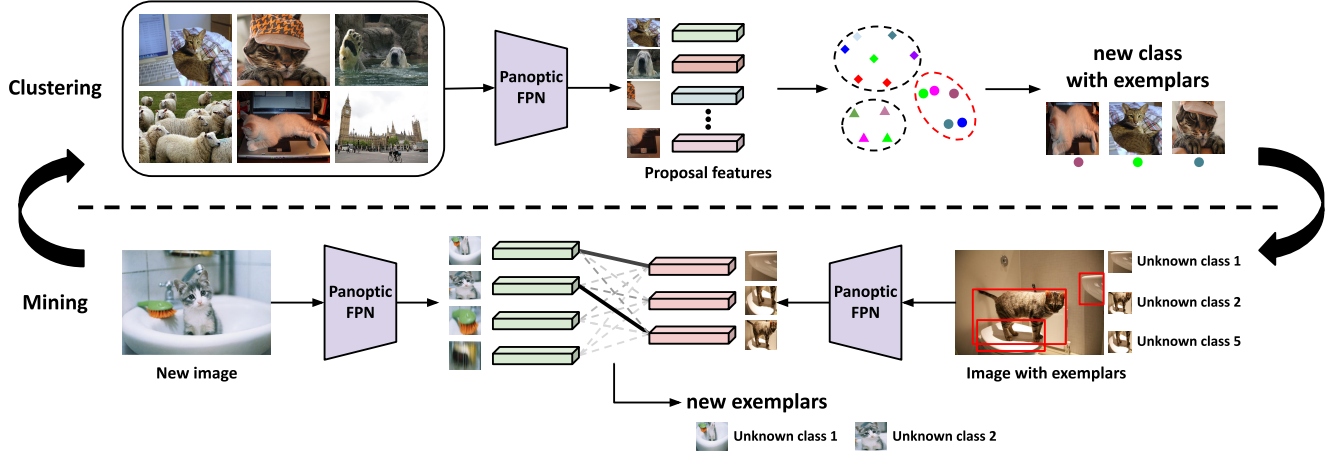 Clustering
Panoptic
FPN
Proposal features
new class
with exemplars
Mining
New image
Panoptic
FPN
Panoptic
FPN
Image with exemplars
Unknown class 1
Unknown class 2
Unknown class 5
new exemplars
Unknown class 1
Unknown class 2